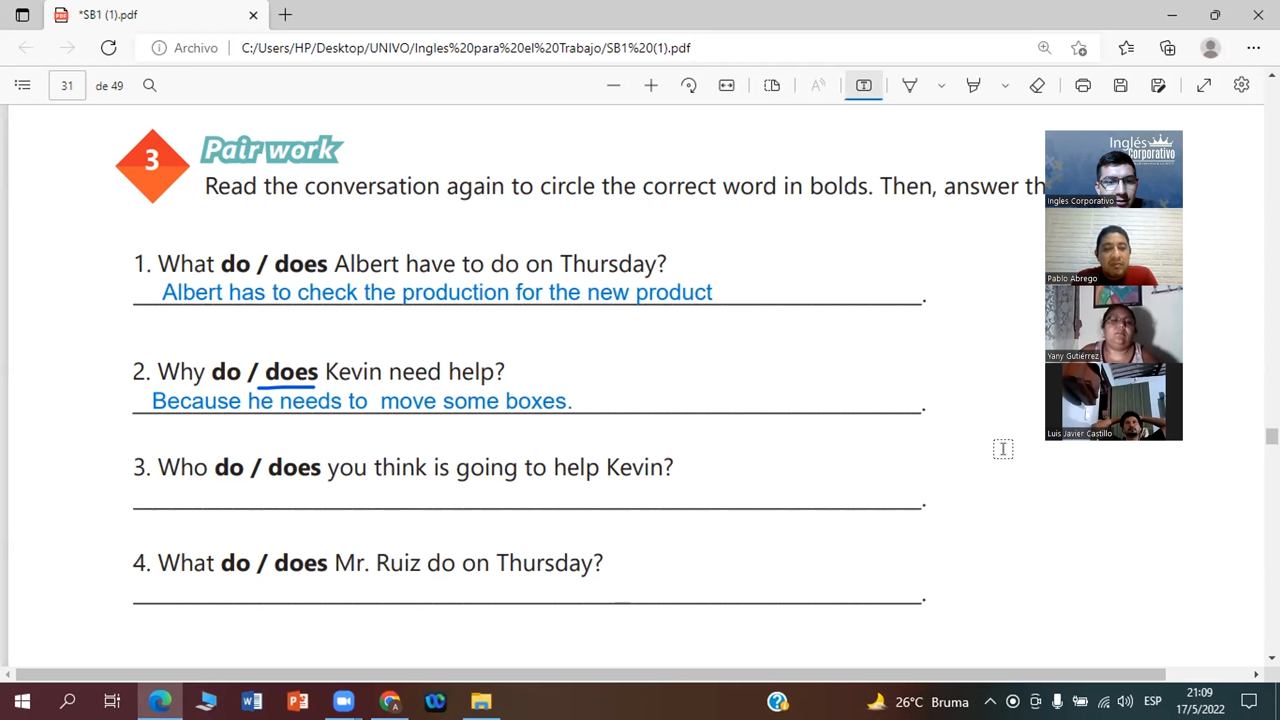 *SB1 (1).pdf
Archivo
C:/Users/HP/Desktop/UNIVO/Ingles%20para%20el%20Trabajo/SB1%20(1).pdf
31 de 49
3 Pair work
Read the conversation again to circle the correct word in bolds. Then, answer th
1. What do / does Albert have to do on Thursday?
Albert has to check the production for the new product
2. Why do / does Kevin need help?
Because he needs to  move some boxes.
3. Who do / does you think is going to help Kevin?
4. What do / does Mr. Ruiz do on Thursday?
Inglés
Corporativo
Ingles Corporativo
Pablo Abrego
Yany Gutiérrez
Luis Javier Castillo
26°C Bruma
ESP
21:09
17/5/2022